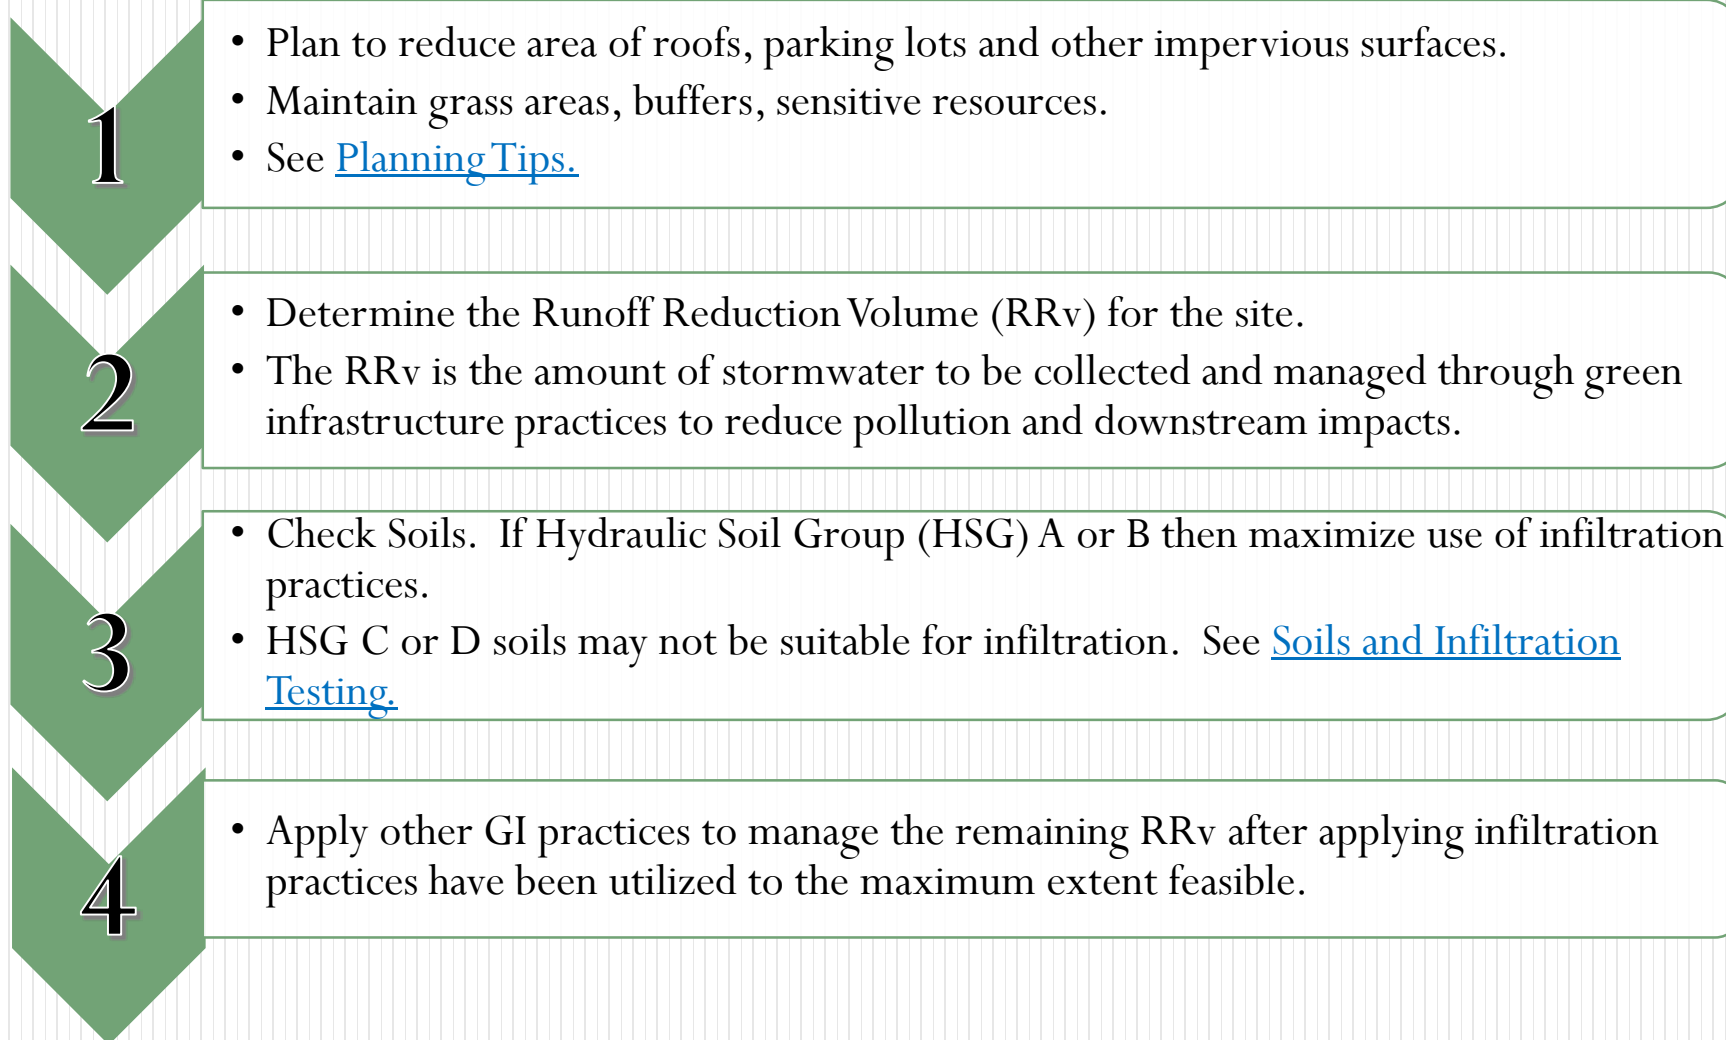 1
• Plan to reduce area of roofs, parking lots and other impervious surfaces.
• Maintain grass areas, buffers, sensitive resources.
• See Planning Tips.
2
• Determine the Runoff Reduction Volume (RRv) for the site.
• The RRv is the amount of stormwater to be collected and managed through green
infrastructure practices to reduce pollution and downstream impacts.
3
• Check Soils.  If Hydraulic Soil Group (HSG) A or B then maximize use of infiltration
practices.
• HSG C or D soils may not be suitable for infiltration.  See Soils and Infiltration
Testing.
4
• Apply other GI practices to manage the remaining RRv after applying infiltration
practices have been utilized to the maximum extent feasible.